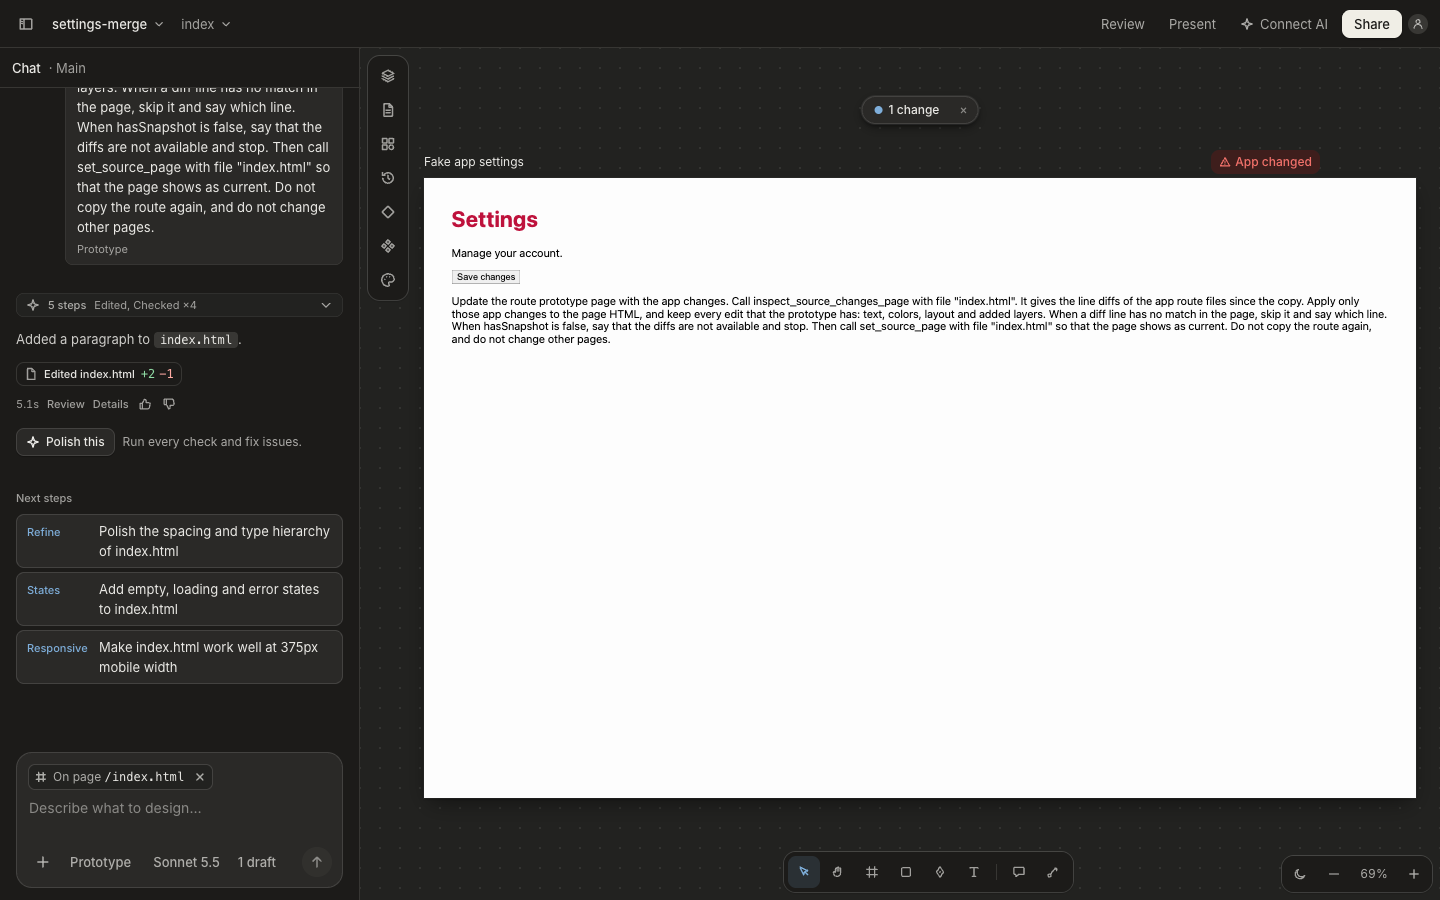 settings-merge
index
Review
Present
Connect AI
Share
Chat · Main
layers. When a diff line has no match in
the page, skip it and say which line.
When hasSnapshot is false, say that the
diffs are not available and stop. Then call
set_source_page with file "index.html" so
that the page shows as current. Do not
copy the route again, and do not change
other pages.
Prototype
5 steps Edited, Checked ×4
Added a paragraph to index.html.
Edited index.html +2 −1
5.1s Review Details
Polish this Run every check and fix issues.
Next steps
Refine Polish the spacing and type hierarchy
of index.html
States Add empty, loading and error states
to index.html
Responsive Make index.html work well at 375px
mobile width
On page /index.html ×
Describe what to design...
Prototype Sonnet 5.5 1 draft
1 change ×
Fake app settings
App changed
Settings
Manage your account.
Save changes
Update the route prototype page with the app changes. Call inspect_source_changes_page with file "index.html". It gives the line diffs of the app route files since the copy. Apply only
those app changes to the page HTML, and keep every edit that the prototype has: text, colors, layout and added layers. When a diff line has no match in the page, skip it and say which line.
When hasSnapshot is false, say that the diffs are not available and stop. Then call set_source_page with file "index.html" so that the page shows as current. Do not copy the route again,
and do not change other pages.
69%